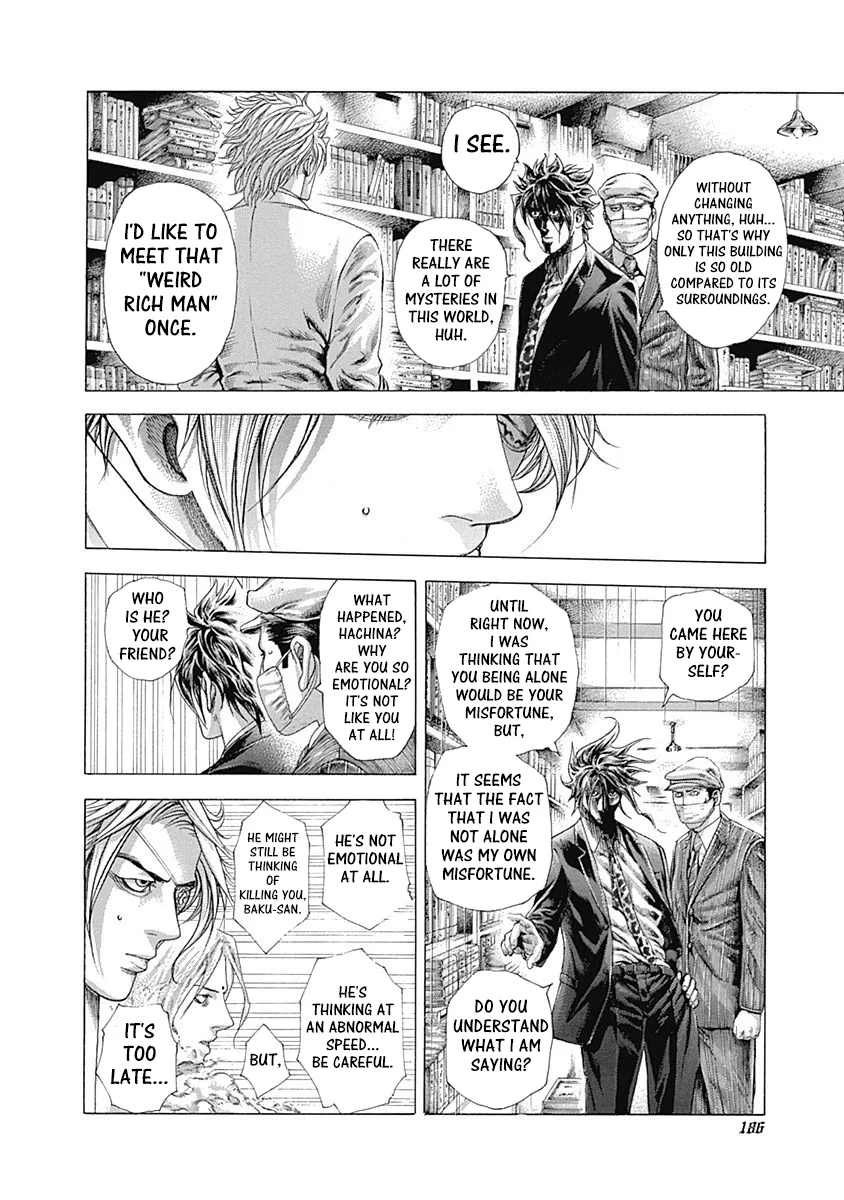 WITHOUT
CHANGING
ANYTHING, HUH...
SO THAT'S WHY
ONLY THIS BUILDING
IS SO OLD
COMPARED TO ITS
SURROUNDINGS.
I SEE.
THERE
REALLY ARE
A LOT OF
MYSTERIES IN
THIS WORLD,
HUH.
I'D LIKE TO
MEET THAT
"WEIRD
RICH MAN"
ONCE.
YOU
CAME HERE
BY YOUR-
SELF?
UNTIL
RIGHT NOW,
I WAS
THINKING THAT
YOU BEING ALONE
WOULD BE YOUR
MISFORTUNE,
BUT,
IT SEEMS
THAT THE FACT
THAT I WAS
NOT ALONE
WAS MY OWN
MISFORTUNE.
DO YOU
UNDERSTAND
WHAT I AM
SAYING?
WHAT
HAPPENED,
HACHINA?
WHY
ARE YOU SO
EMOTIONAL?
IT'S NOT
LIKE YOU
AT ALL!
WHO
IS HE?
YOUR
FRIEND?
HE'S NOT
EMOTIONAL
AT ALL.
HE MIGHT
STILL BE
THINKING
OF
KILLING YOU,
BAKU-SAN.
HE'S
THINKING AT
AN ABNORMAL
SPEED...
BE CAREFUL.
BUT,
IT'S
TOO
LATE...
186